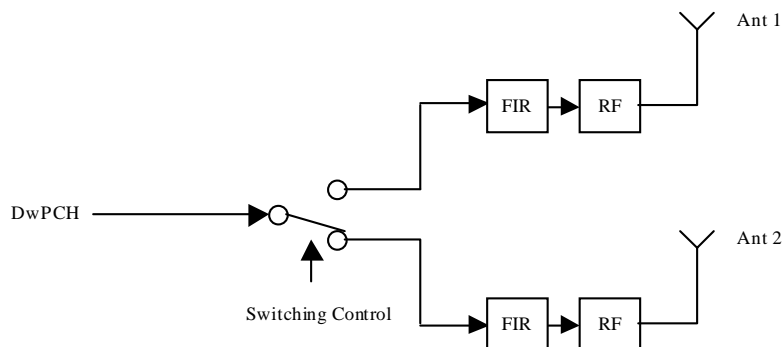 Ant 1
FIR
RF
DwPCH
Ant 2
Switching Control
FIR
RF